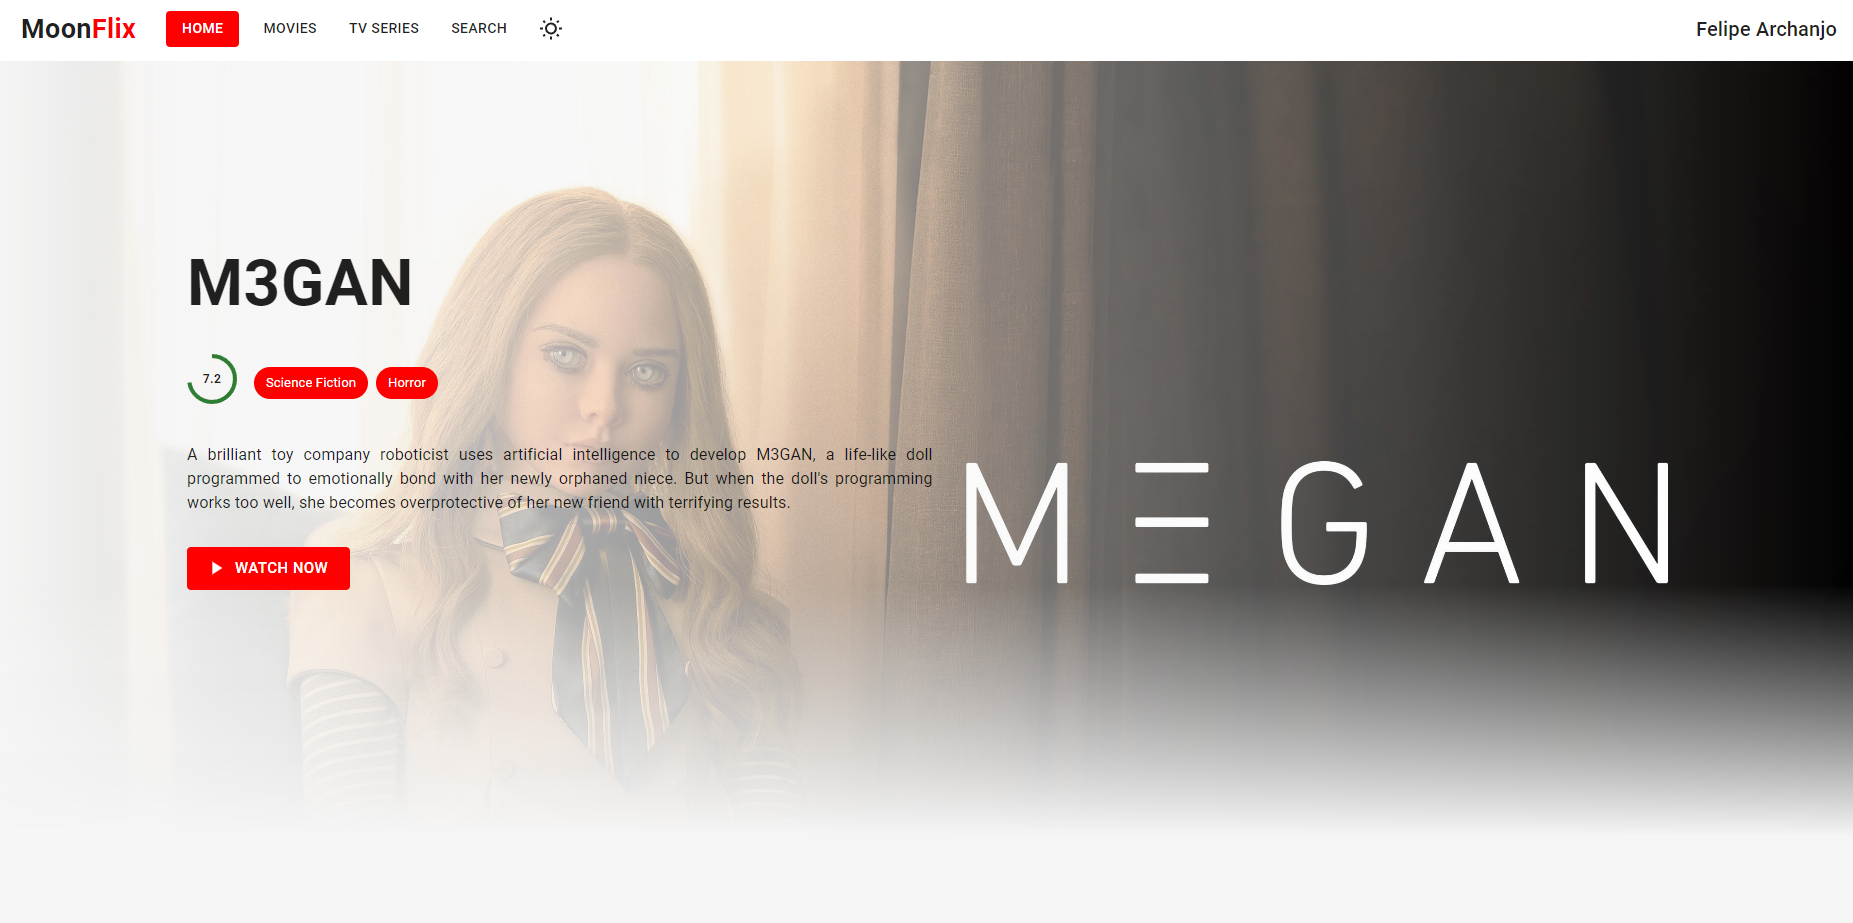 MoonFlix HOME MOVIES TV SERIES SEARCH Felipe Archanjo
M3GAN
7.2 Science Fiction Horror
A brilliant toy company roboticist uses artificial intelligence to develop M3GAN, a life-like doll
programmed to emotionally bond with her newly orphaned niece. But when the doll's programming
works too well, she becomes overprotective of her new friend with terrifying results.
MΞGAN
WATCH NOW